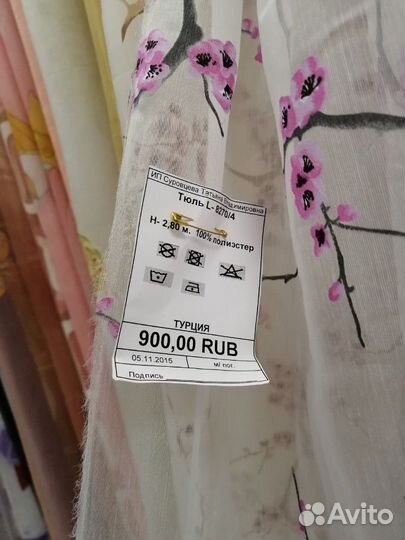 ИП Суровцева Татьяна Владимировна
Тюль L- 8270/4
Н- 2,80 м. 100% полиэстер
ТУРЦИЯ
900,00 RUB
05.11.2015 м/ пог.
Подпись
Avito